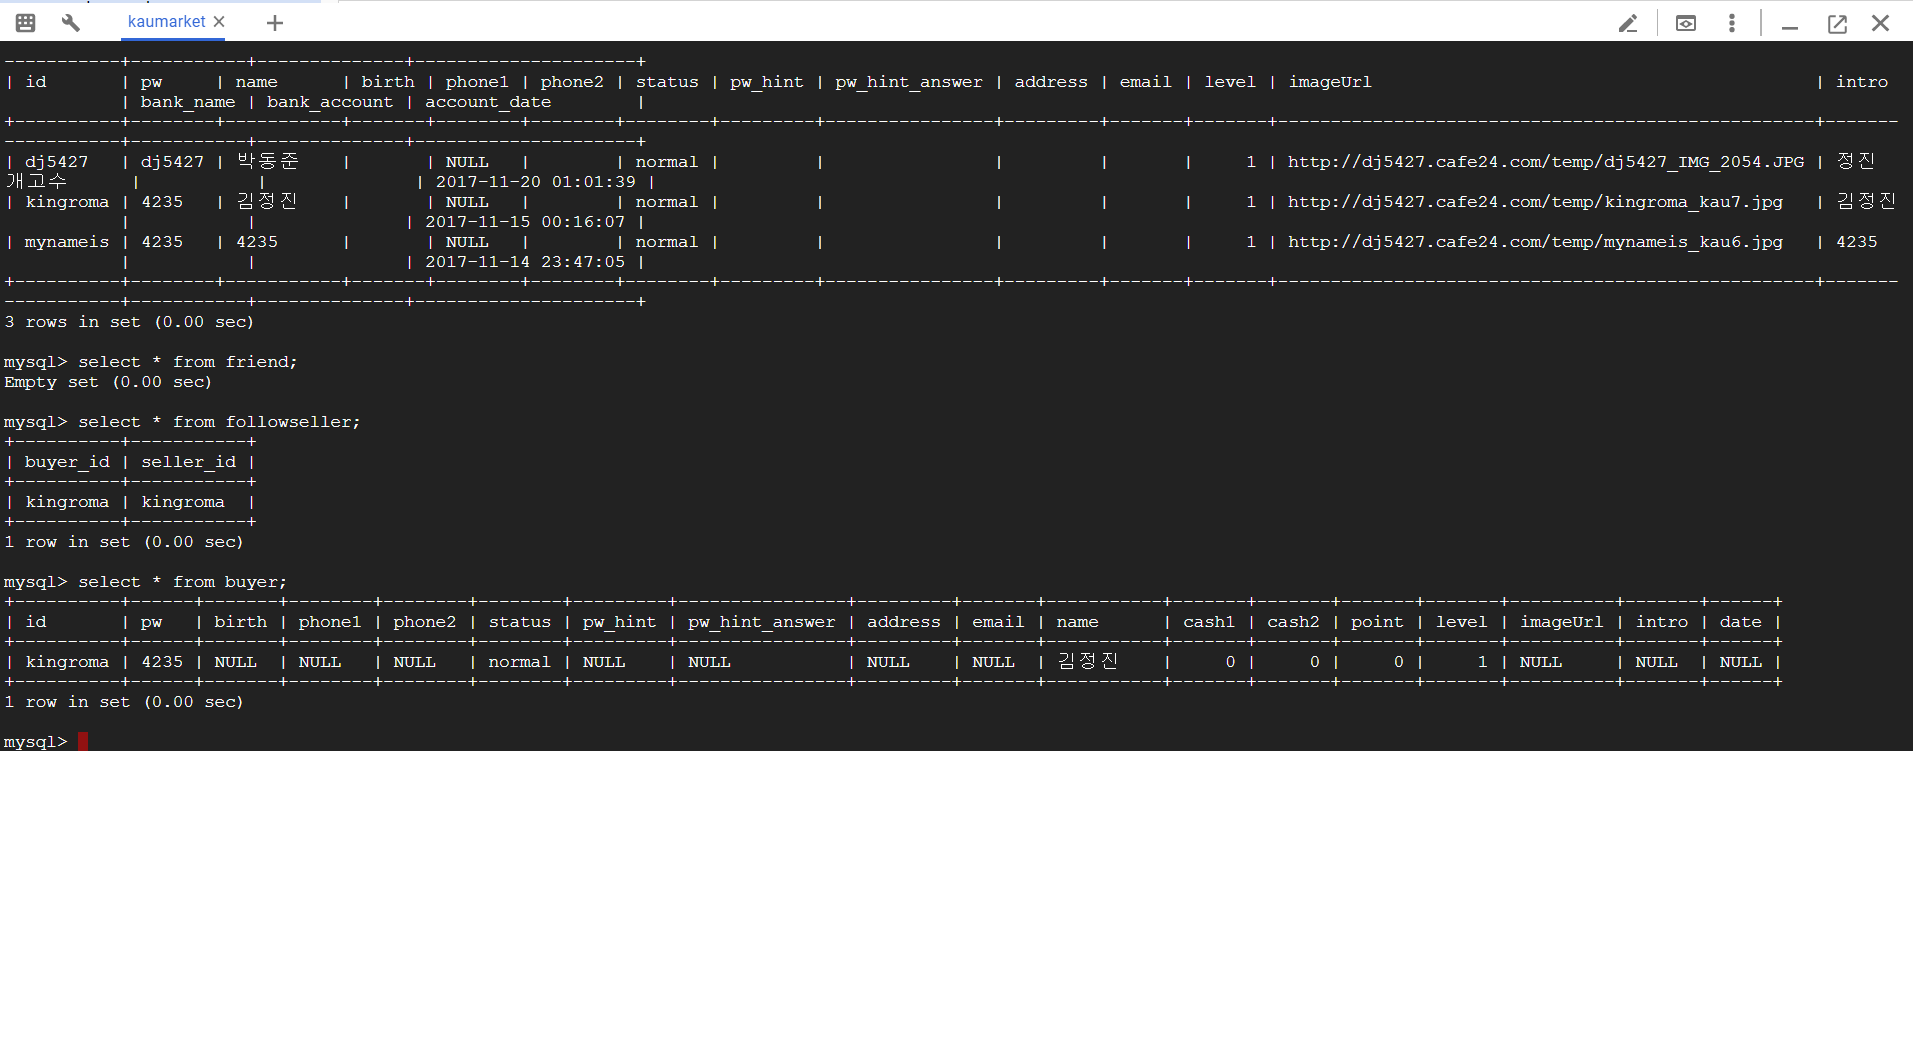 kaumarket
-----------+-----------+--------------+---------------------+
| id       | pw     | name      | birth | phone1 | phone2 | status | pw_hint | pw_hint_answer | address | email | level | imageUrl                                          | intro
           | bank_name | bank_account | account_date        |
+----------+--------+-----------+-------+--------+--------+--------+---------+----------------+---------+-------+-------+---------------------------------------------------+-------
-----------+-----------+--------------+---------------------+
| dj5427   | dj5427 | 박동준    |       | NULL   |        | normal |         |                |         |       |     1 | http://dj5427.cafe24.com/temp/dj5427_IMG_2054.JPG | 정진
개고수      |           |              | 2017-11-20 01:01:39 |
| kingroma | 4235   | 김정진    |       | NULL   |        | normal |         |                |         |       |     1 | http://dj5427.cafe24.com/temp/kingroma_kau7.jpg   | 김정진
           |           |              | 2017-11-15 00:16:07 |
| mynameis | 4235   | 4235      |       | NULL   |        | normal |         |                |         |       |     1 | http://dj5427.cafe24.com/temp/mynameis_kau6.jpg   | 4235
           |           |              | 2017-11-14 23:47:05 |
+----------+--------+-----------+-------+--------+--------+--------+---------+----------------+---------+-------+-------+---------------------------------------------------+-------
-----------+-----------+--------------+---------------------+
3 rows in set (0.00 sec)
mysql> select * from friend;
Empty set (0.00 sec)
mysql> select * from followseller;
+----------+-----------+
| buyer_id | seller_id |
+----------+-----------+
| kingroma | kingroma  |
+----------+-----------+
1 row in set (0.00 sec)
mysql> select * from buyer;
+----------+------+-------+--------+--------+--------+---------+----------------+---------+-------+-----------+-------+-------+-------+-------+----------+-------+------+
| id       | pw   | birth | phone1 | phone2 | status | pw_hint | pw_hint_answer | address | email | name      | cash1 | cash2 | point | level | imageUrl | intro | date |
+----------+------+-------+--------+--------+--------+---------+----------------+---------+-------+-----------+-------+-------+-------+-------+----------+-------+------+
| kingroma | 4235 | NULL  | NULL   | NULL   | normal | NULL    | NULL           | NULL    | NULL  | 김정진    |     0 |     0 |     0 |     1 | NULL     | NULL  | NULL |
+----------+------+-------+--------+--------+--------+---------+----------------+---------+-------+-----------+-------+-------+-------+-------+----------+-------+------+
1 row in set (0.00 sec)
mysql>